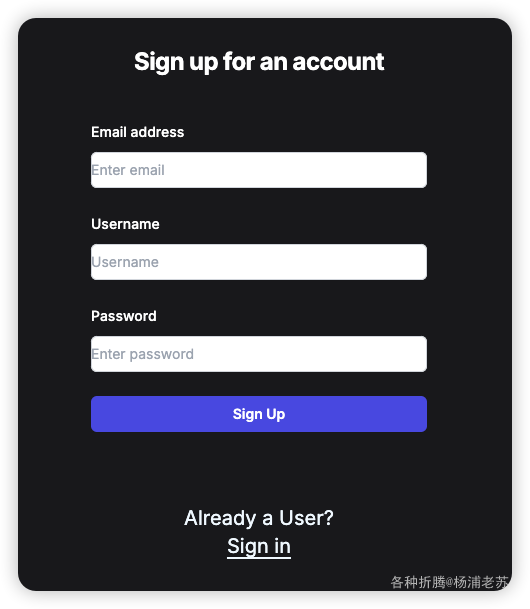 Sign up for an account
Email address
Enter email
Username
Username
Password
Enter password
Sign Up
Already a User?
Sign in
各种折腾@杨浦老苏